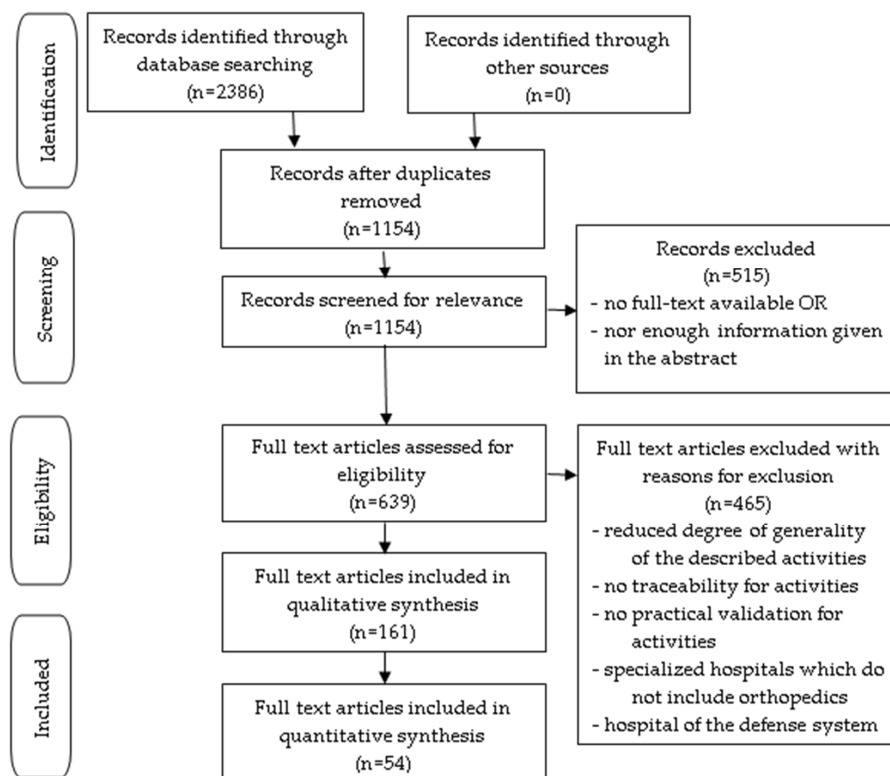 Identification
Records identified through
database searching
(n=2386)
Records identified through
other sources
(n=0)
Records after duplicates
removed
(n=1154)
Screening
Records screened for relevance
(n=1154)
Records excluded
(n=515)
- no full-text available OR
- nor enough information given
in the abstract
Eligibility
Full text articles assessed for
eligibility
(n=639)
Full text articles excluded with
reasons for exclusion
(n=465)
- reduced degree of generality
of the described activities
- no traceability for activities
- no practical validation for
activities
- specialized hospitals which do
not include orthopedics
- hospital of the defense system
Full text articles included in
qualitative synthesis
(n=161)
Included
Full text articles included in
quantitative synthesis
(n=54)